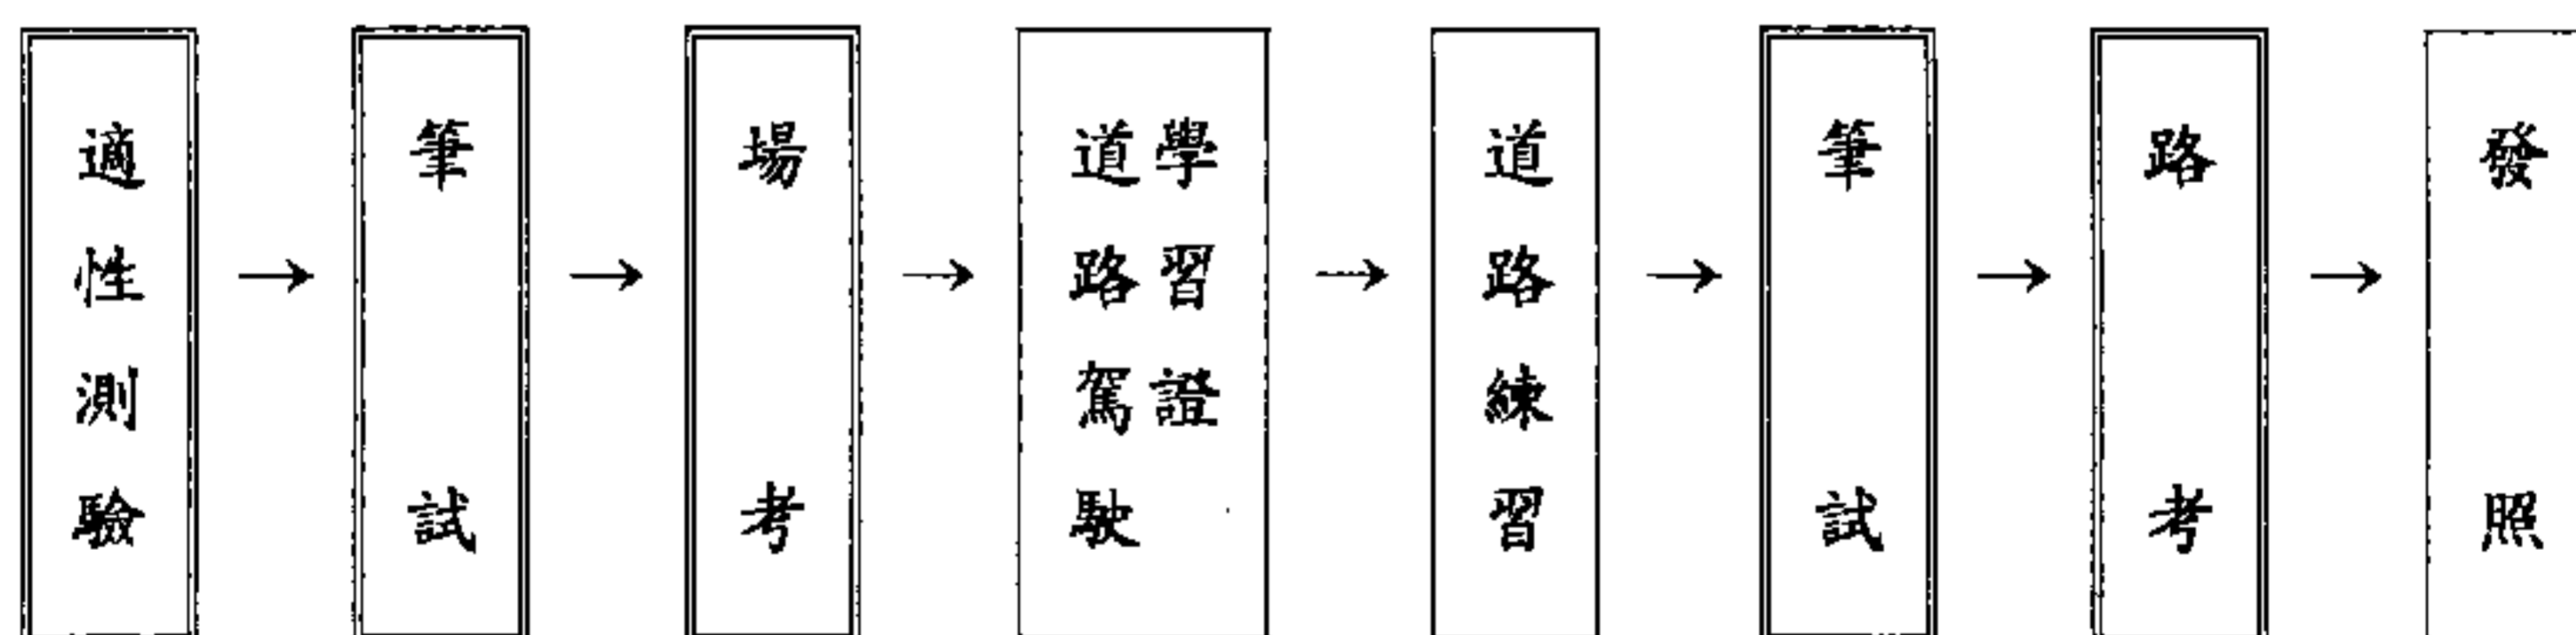 適性測驗
→
筆試
→
場考
→
道路駕駛
學習證
→
道路練習
→
筆試
→
路考
→
發照